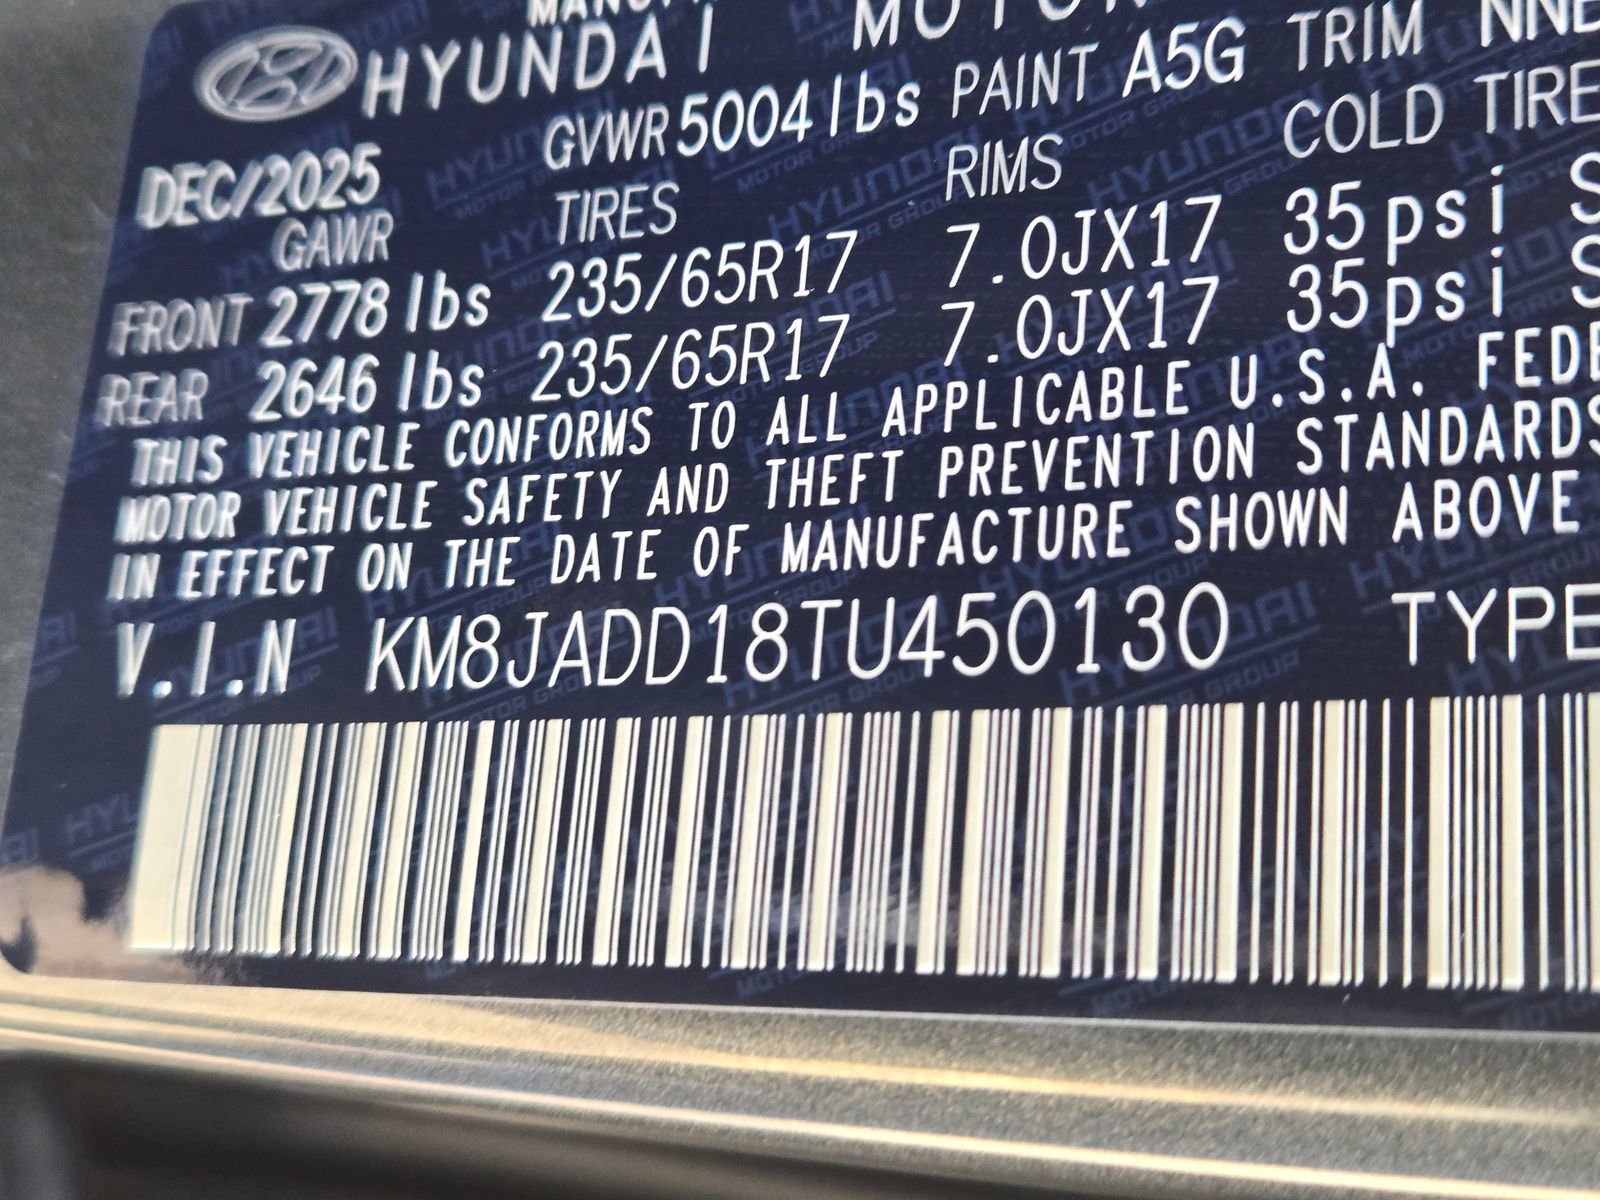 HYUNDAI MOTOR
DEC/2025 GVWR 5004 lbs PAINT A5G TRIM
GAWR TIRES RIMS COLD TIRE
FRONT 2778 lbs 235/65R17 7.0JX17 35psi
REAR 2646 lbs 235/65R17 7.0JX17 35psi
THIS VEHICLE CONFORMS TO ALL APPLICABLE U.S.A.
MOTOR VEHICLE SAFETY AND THEFT PREVENTION STANDARDS
IN EFFECT ON THE DATE OF MANUFACTURE SHOWN ABOVE
V.I.N KM8JADD18TU450130 TYPE